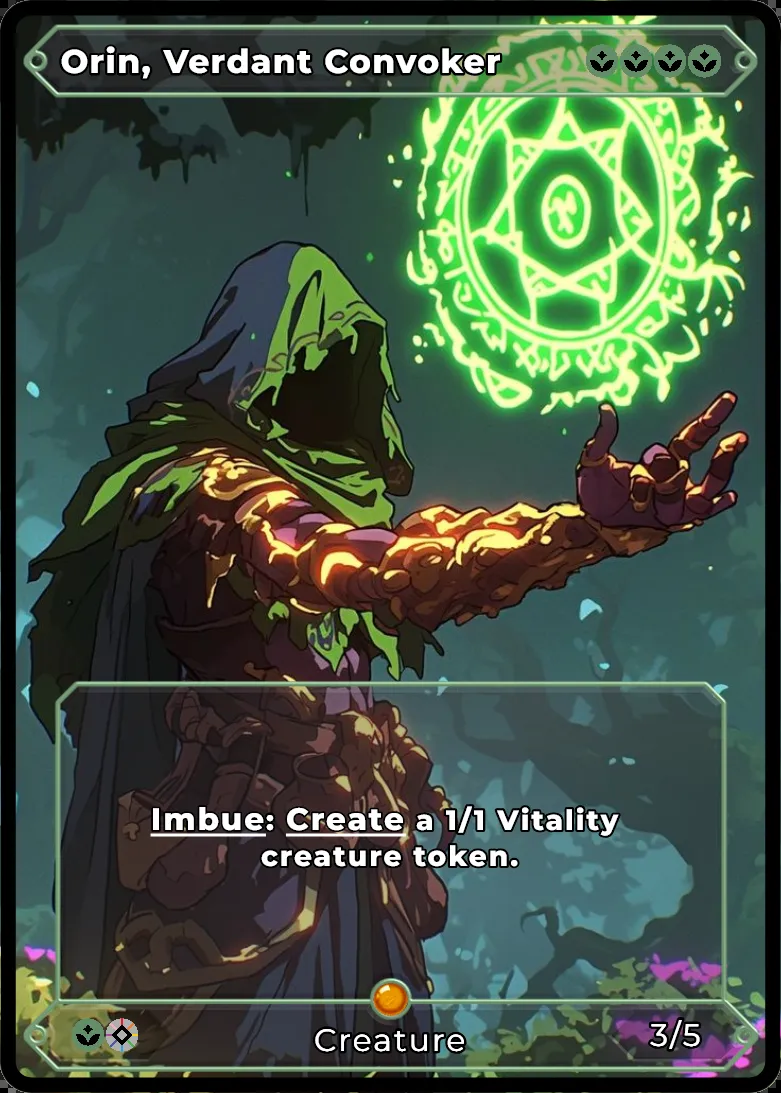 Orin, Verdant Convoker
Imbue: Create a 1/1 Vitality
creature token.
Creature
3/5